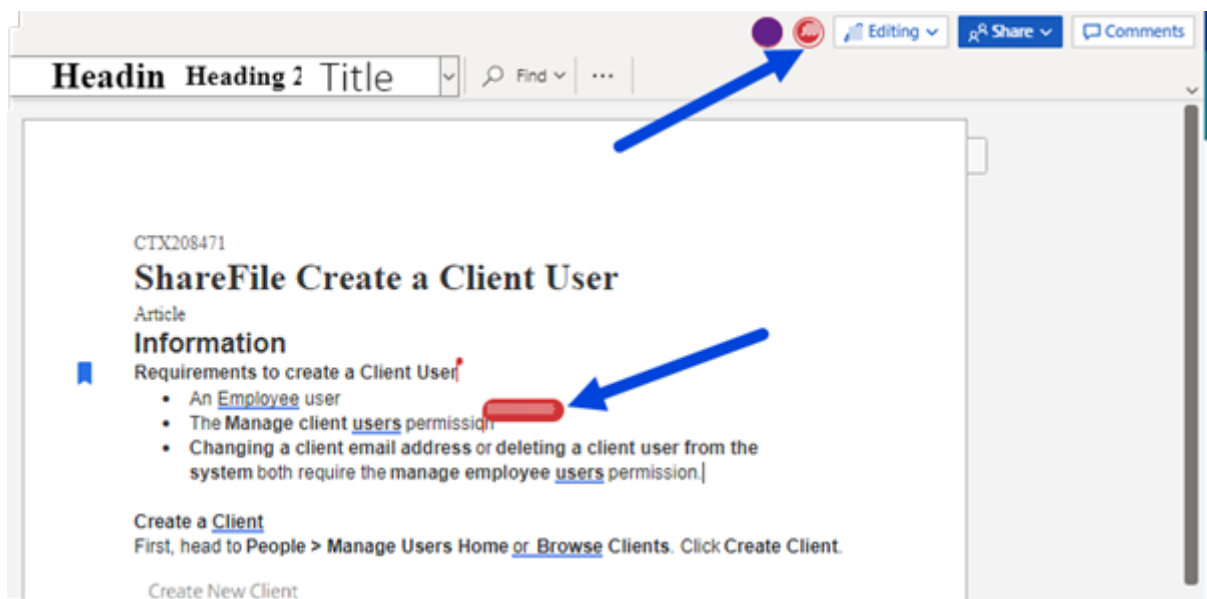 Editing
Share
Comments
Headin Heading 2 Title Find ...
CTX208471
ShareFile Create a Client User
Article
Information
Requirements to create a Client User
• An Employee user
• The Manage client users permission
• Changing a client email address or deleting a client user from the
system both require the manage employee users permission.
Create a Client
First, head to People > Manage Users Home or Browse Clients. Click Create Client.
Create New Client